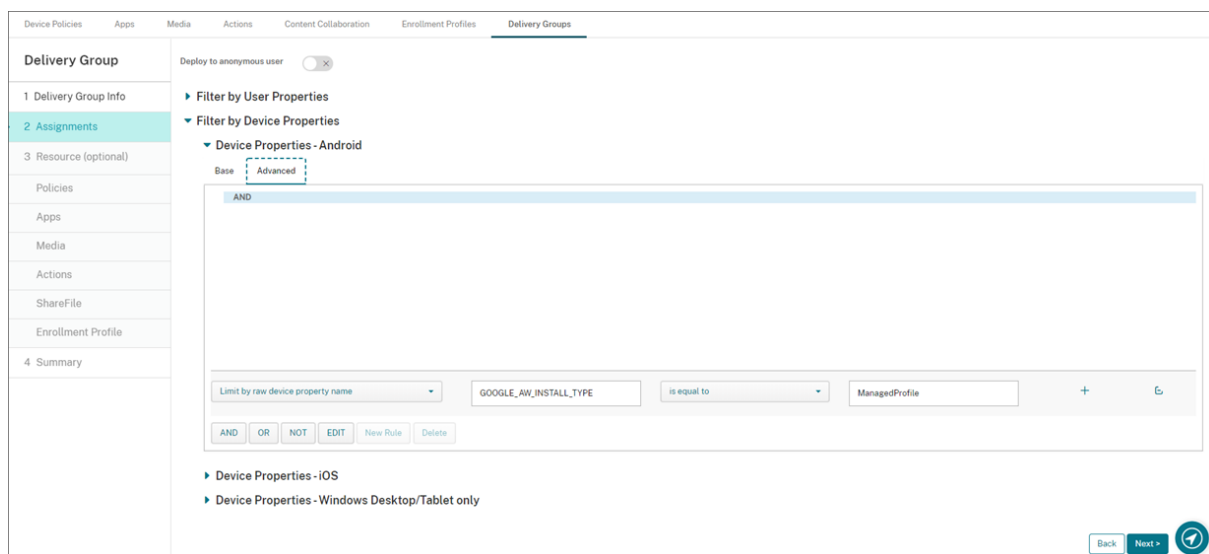 Device Policies Apps Media Actions Content Collaboration Enrollment Profiles Delivery Groups
Delivery Group
1 Delivery Group Info
2 Assignments
3 Resource (optional)
Policies
Apps
Media
Actions
ShareFile
Enrollment Profile
4 Summary
Deploy to anonymous user
Filter by User Properties
Filter by Device Properties
Device Properties - Android
Base Advanced
AND
Limit by raw device property name GOOGLE_AW_INSTALL_TYPE is equal to ManagedProfile
AND OR NOT EDIT New Rule Delete
Device Properties - iOS
Device Properties - Windows Desktop/Tablet only
Back Next >